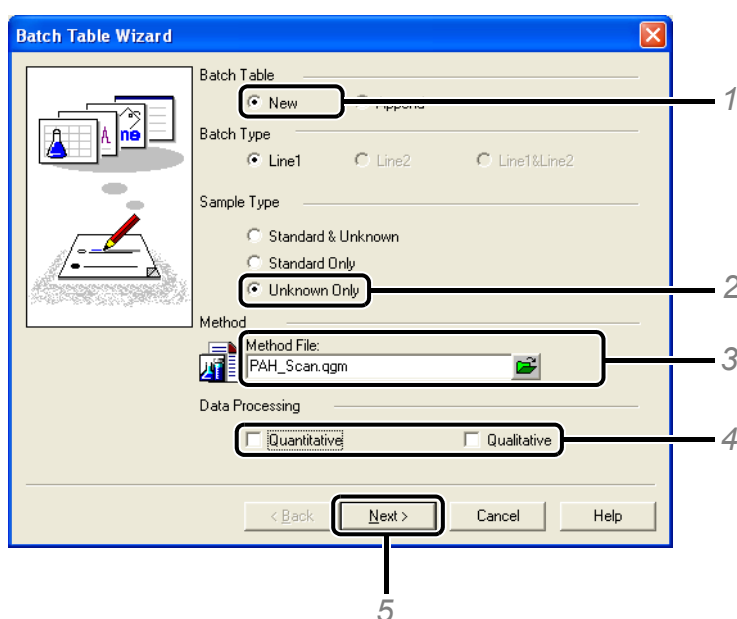 Batch Table Wizard
Batch Table
New Append 1
Batch Type
Line1 Line2 Line1&Line2
Sample Type
Standard & Unknown
Standard Only
Unknown Only 2
Method
Method File:
PAH_Scan.qgm 3
Data Processing
Quantitative Qualitative 4
< Back Next > Cancel Help
5